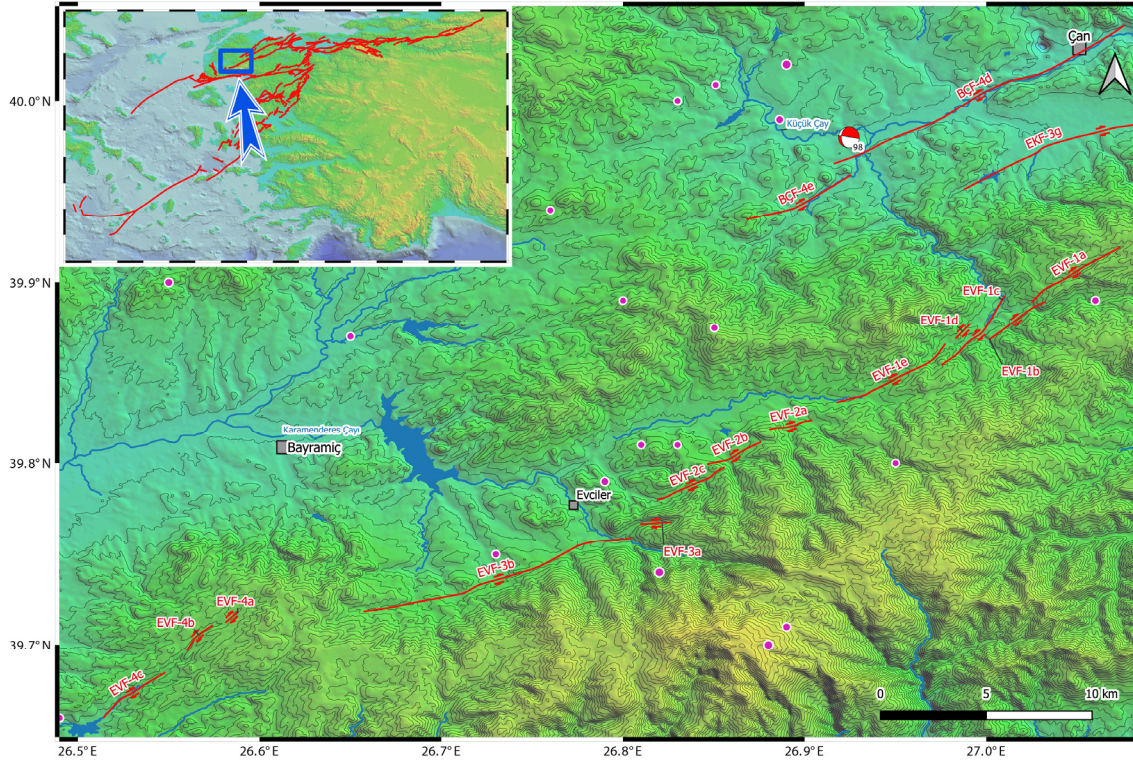 Çan
40.0°N
BÇF-4d
Küçük Çay
98
EKF-3g
BÇF-4e
39.9°N
EVF-1a
EVF-1c
EVF-1d
EVF-1b
EVF-1e
EVF-2a
Karamenderes Çayı
Bayramiç
39.8°N
EVF-2b
EVF-2c
Evciler
EVF-3a
EVF-3b
EVF-4a
EVF-4b
39.7°N
EVF-4c
0 5 10 km
26.5°E 26.6°E 26.7°E 26.8°E 26.9°E 27.0°E